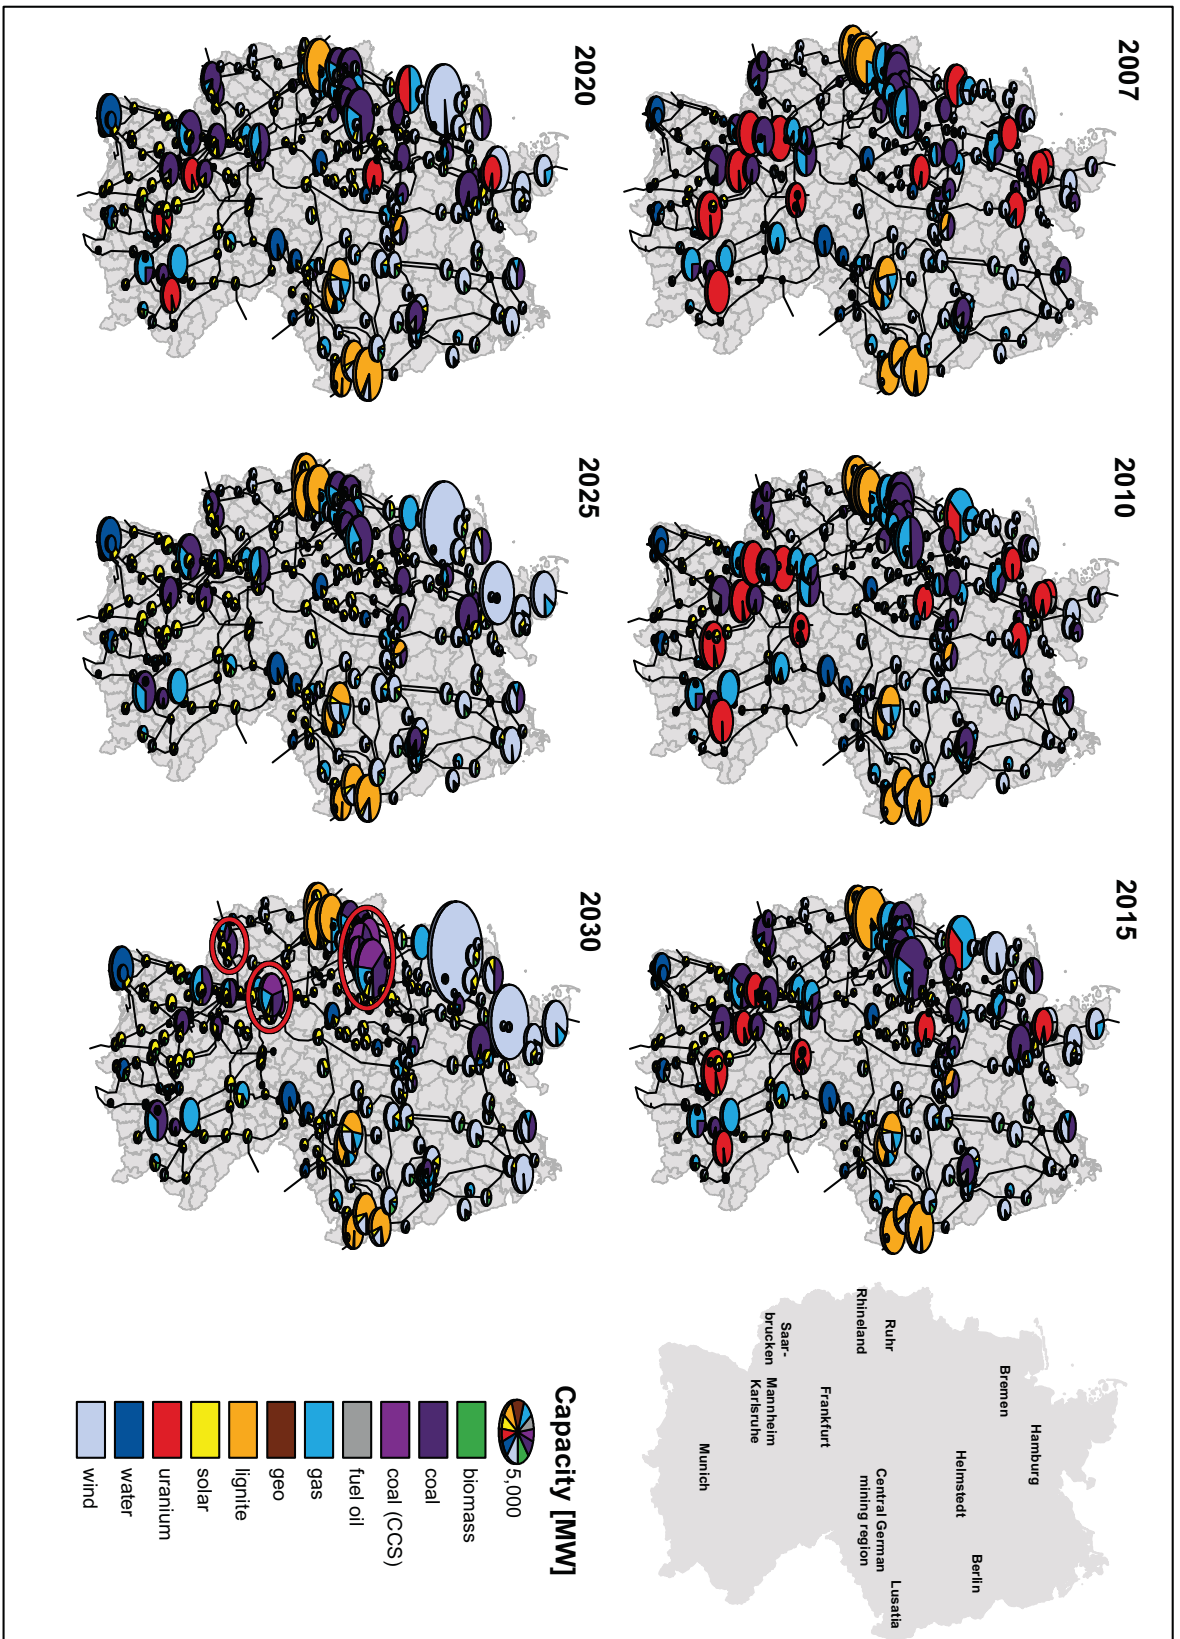 2007
2010
2015
2020
2025
2030
Hamburg
Bremen
Berlin
Helmstedt
Ruhr
Rhineland
Central German
mining region
Lusatia
Frankfurt
Saar-
brucken
Mannheim
Karlsruhe
Munich
Capacity [MW]
5,000
biomass
coal
coal (CCS)
fuel oil
gas
geo
lignite
solar
uranium
water
wind